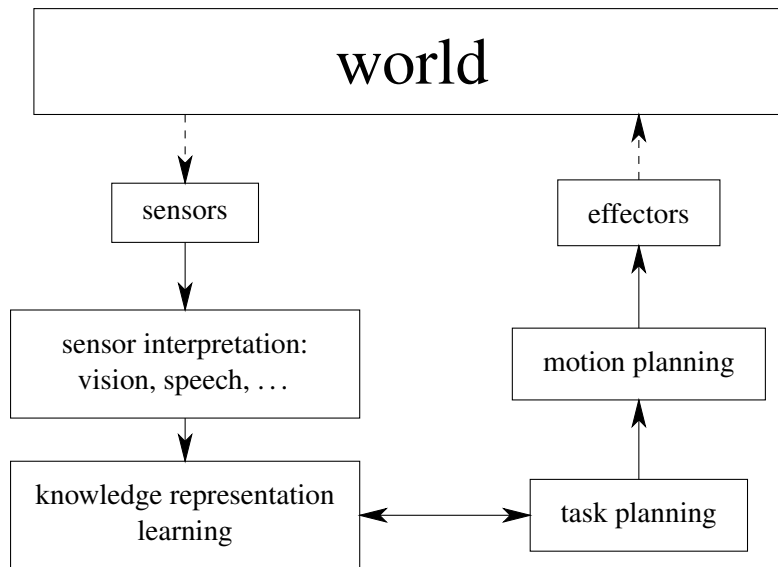 world
sensors
effectors
sensor interpretation:
vision, speech, . . .
motion planning
knowledge representation
learning
task planning